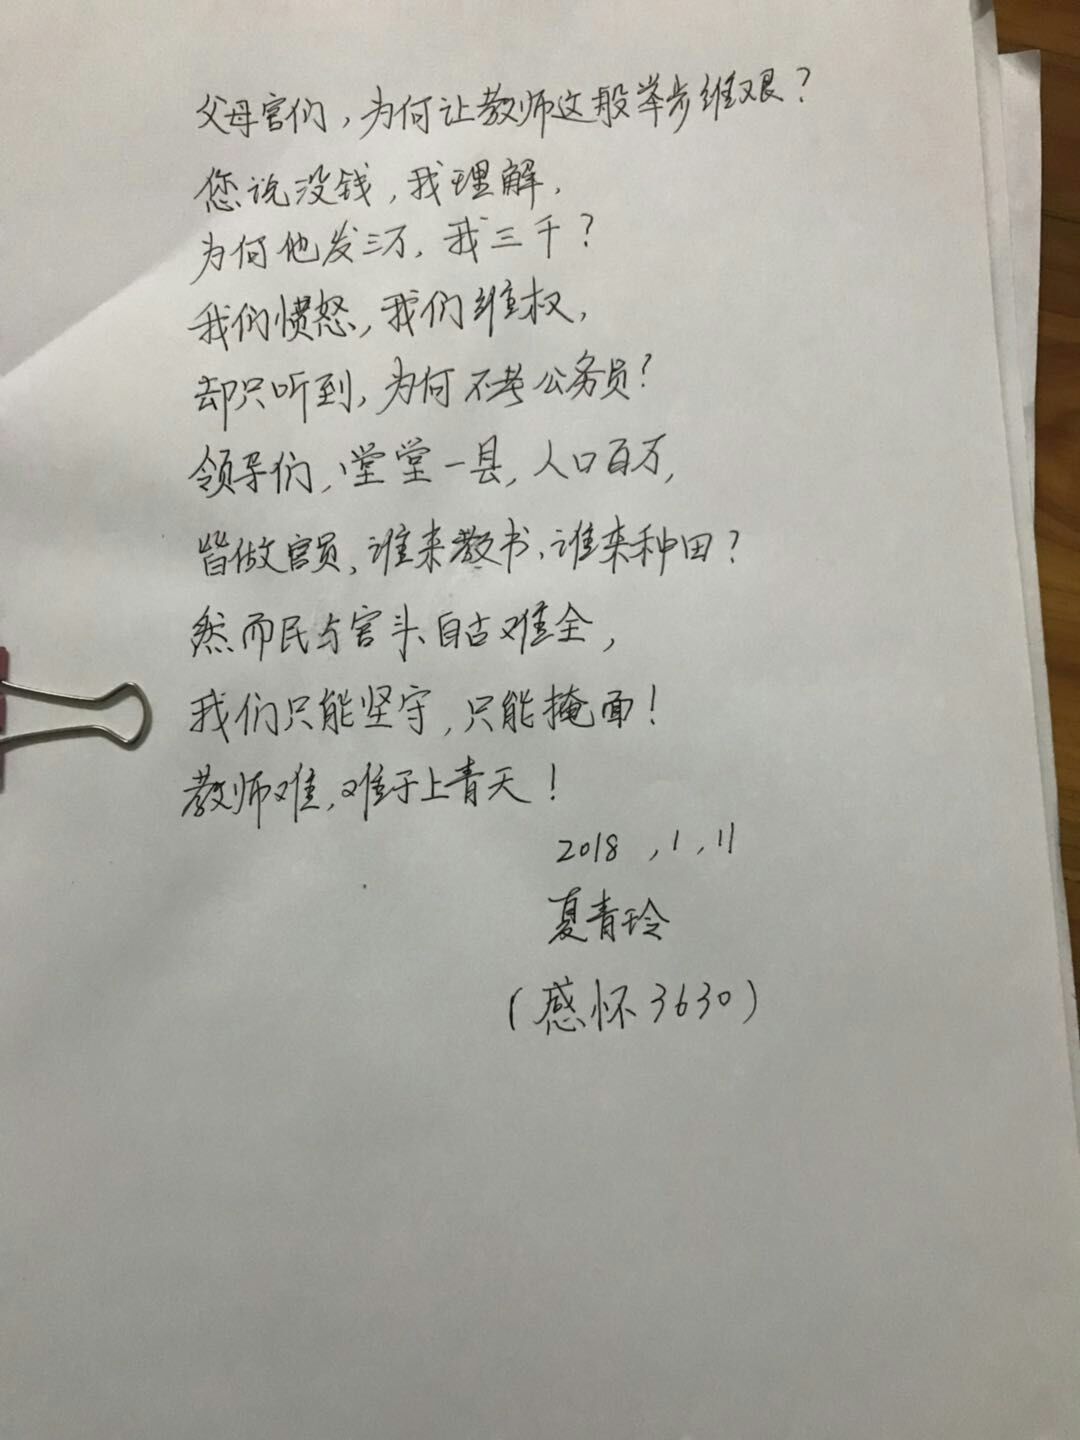 父母官们，为何让教师这般举步维艰？
您说没钱，我理解，
为何他发三万，我三千？
我们愤怒，我们维权，
却只听到，为何不考公务员？
领导们，堂堂一县，人口百万，
皆做官员，谁来教书、谁来种田？
然而民与官斗自古难全，
我们只能坚守，只能掩面！
教师难，难于上青天！
2018，1，11
夏青玲
（感怀3630）